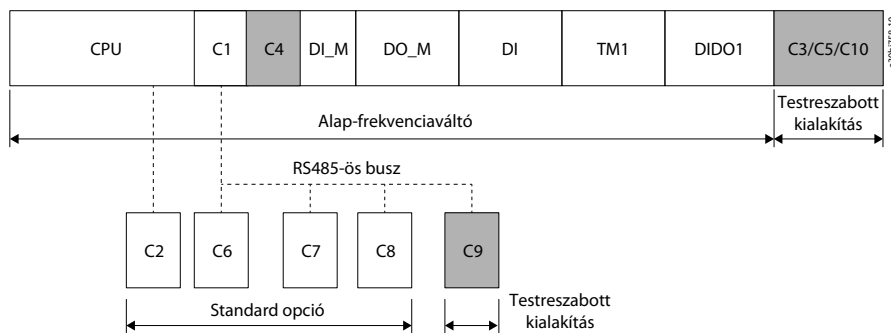 CPU
C1
C4
DI_M
DO_M
DI
TM1
DIDO1
C3/C5/C10
Alap-frekvenciaváltó
Testreszabott
kialakítás
RS485-ös busz
C2
C6
C7
C8
C9
Standard opció
Testreszabott
kialakítás